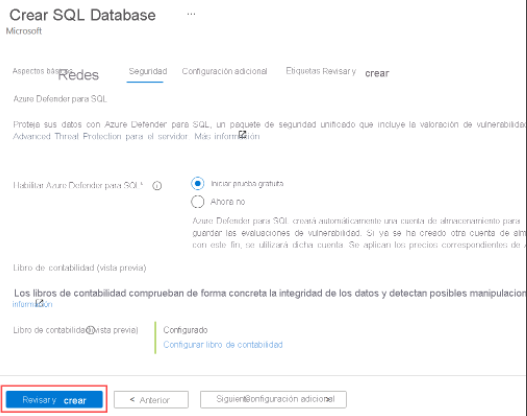 Crear SQL Database ...
Microsoft
Aspectos básicos Redes Seguridad Configuración adicional Etiquetas Revisar y crear
Azure Defender para SQL
Proteja sus datos con Azure Defender para SQL, un paquete de seguridad unificado que incluye la valoración de vulnerabilidad
Advanced Threat Protection para el servidor. Más información
Habilitar Azure Defender para SQL *
Iniciar prueba gratuita
Ahora no
Azure Defender para SQL creará automáticamente una cuenta de almacenamiento para
guardar las evaluaciones de vulnerabilidad. Si ya se ha creado otra cuenta de alm
con este fin, se utilizará dicha cuenta. Se aplican los precios correspondientes de
Libro de contabilidad (vista previa)
Los libros de contabilidad comprueban de forma concreta la integridad de los datos y detectan posibles manipulacion
información
Libro de contabilidad (vista previa) Configurado
Configurar libro de contabilidad
Revisar y crear < Anterior Siguiente: Configuración adicional >